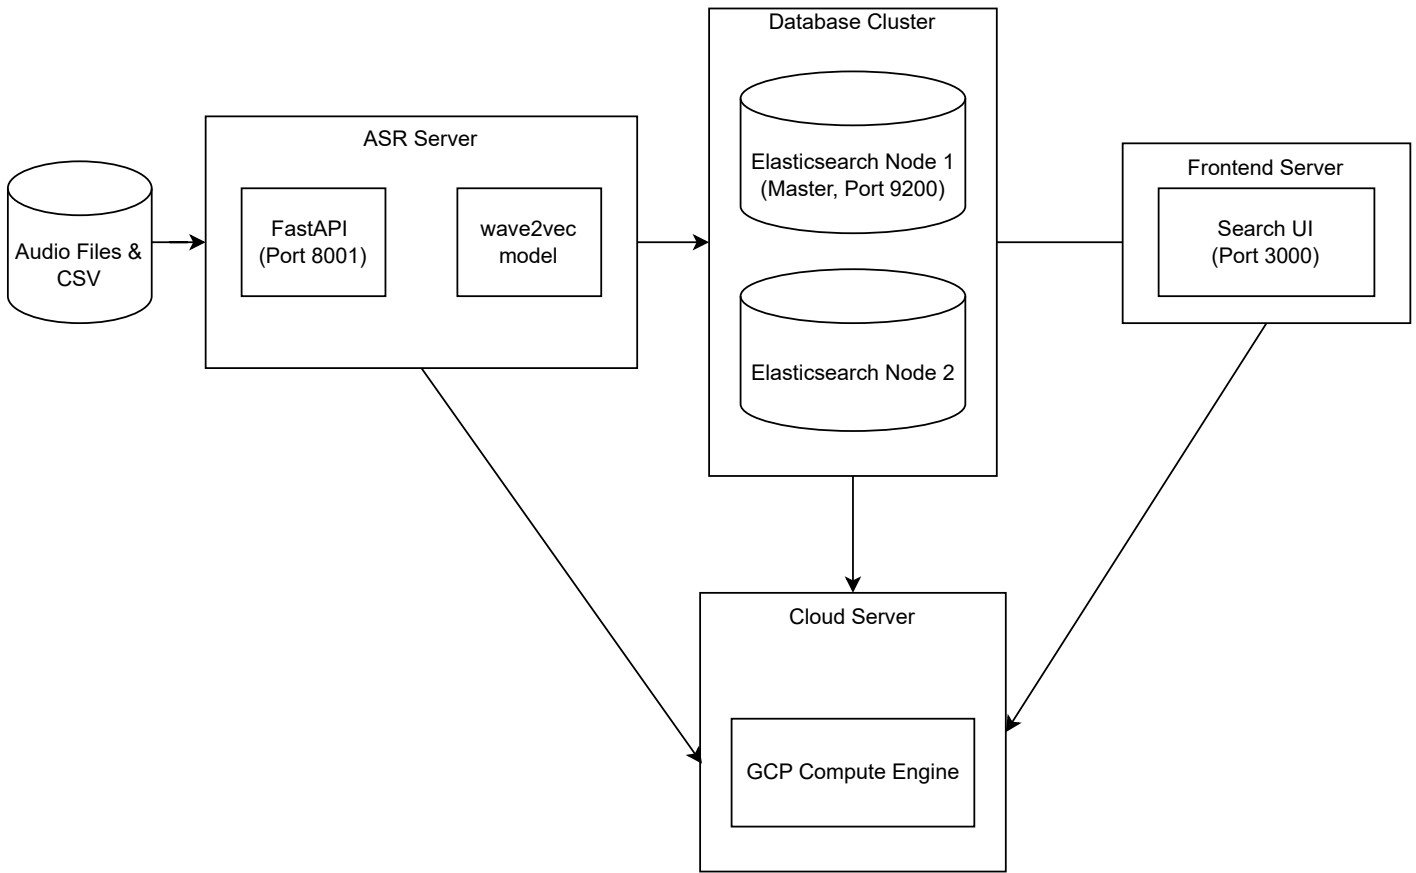 Database Cluster
Elasticsearch Node 1
(Master, Port 9200)
Elasticsearch Node 2
ASR Server
FastAPI
(Port 8001)
wave2vec
model
Audio Files &
CSV
Frontend Server
Search UI
(Port 3000)
Cloud Server
GCP Compute Engine